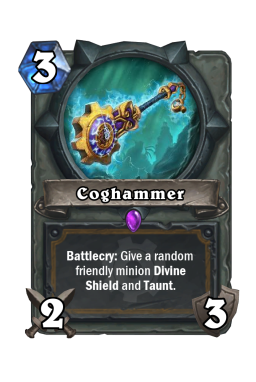 3
Coghammer
Battlecry: Give a random
friendly minion Divine
Shield and Taunt.
2
3